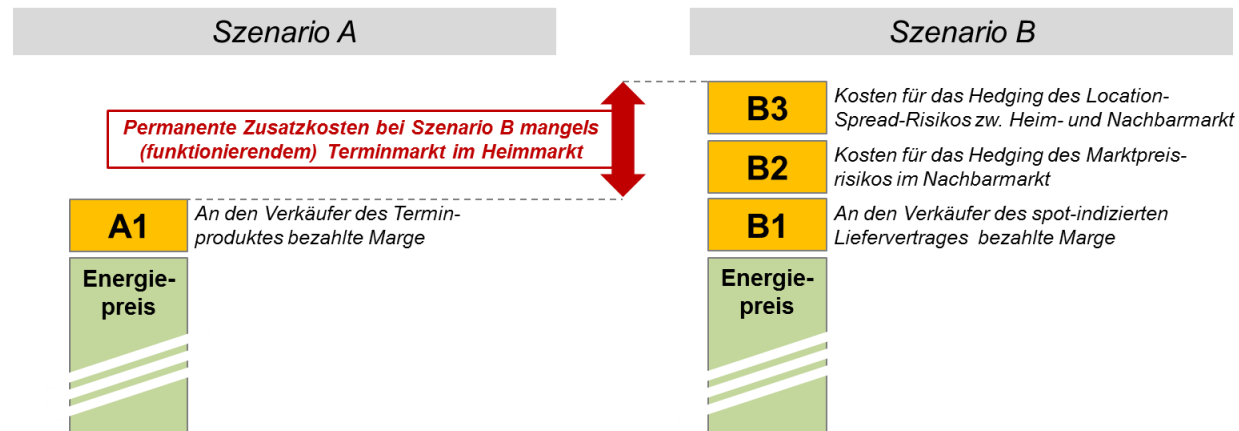 Szenario A
Szenario B
Permanente Zusatzkosten bei Szenario B mangels
(funktionierendem) Terminmarkt im Heimmarkt
B3
Kosten für das Hedging des Location-
Spread-Risikos zw. Heim- und Nachbarmarkt
B2
Kosten für das Hedging des Marktpreis-
risikos im Nachbarmarkt
A1
An den Verkäufer des Termin-
produktes bezahlte Marge
B1
An den Verkäufer des spot-indizierten
Liefervertrages bezahlte Marge
Energie-
preis
Energie-
preis